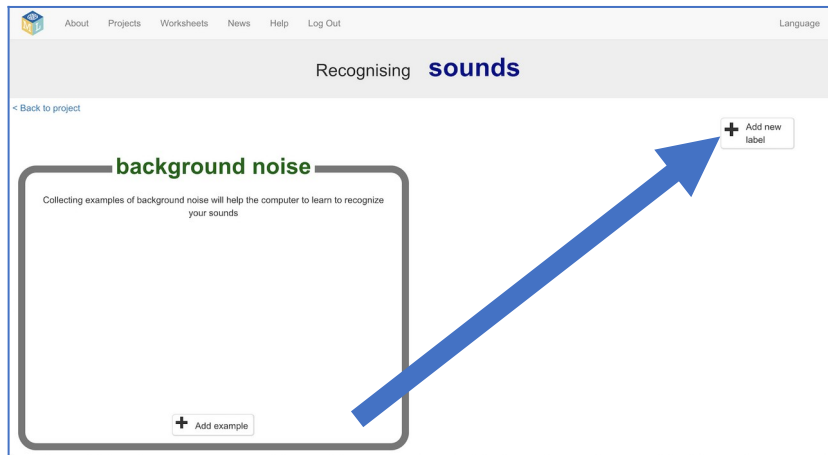 About Projects Worksheets News Help Log Out Language
Recognising sounds
< Back to project
Add new
label
background noise
Collecting examples of background noise will help the computer to learn to recognize
your sounds
Add example